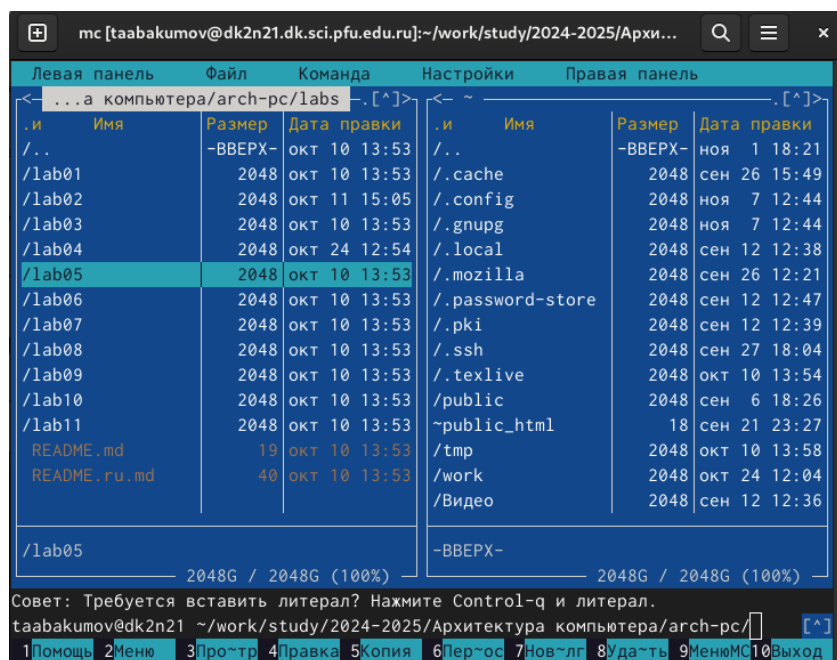 mc [taabakumov@dk2n21.dk.sci.pfu.edu.ru]:~/work/study/2024-2025/Архи...
Левая панель Файл Команда Настройки Правая панель
<— ...а компьютера/arch-pc/labs —.[^]> <— ~ —.[^]>
.и Имя Размер Дата правки .и Имя Размер Дата правки
/.. -ВВЕРХ- окт 10 13:53 /.. -ВВЕРХ- ноя 1 18:21
/lab01 2048 окт 10 13:53 /.cache 2048 сен 26 15:49
/lab02 2048 окт 11 15:05 /.config 2048 ноя 7 12:44
/lab03 2048 окт 10 13:53 /.gnupg 2048 ноя 7 12:44
/lab04 2048 окт 24 12:54 /.local 2048 сен 12 12:38
/lab05 2048 окт 10 13:53 /.mozilla 2048 сен 26 12:21
/lab06 2048 окт 10 13:53 /.password-store 2048 сен 12 12:47
/lab07 2048 окт 10 13:53 /.pki 2048 сен 12 12:39
/lab08 2048 окт 10 13:53 /.ssh 2048 сен 27 18:04
/lab09 2048 окт 10 13:53 /.texlive 2048 окт 10 13:54
/lab10 2048 окт 10 13:53 /public 2048 сен 6 18:26
/lab11 2048 окт 10 13:53 ~public_html 18 сен 21 23:27
README.md 19 окт 10 13:53 /tmp 2048 окт 10 13:58
README.ru.md 40 окт 10 13:53 /work 2048 окт 24 12:04
/Видео 2048 сен 12 12:36
/lab05 -ВВЕРХ-
2048G / 2048G (100%) 2048G / 2048G (100%)
Совет: Требуется вставить литерал? Нажмите Control-q и литерал.
taabakumov@dk2n21 ~/work/study/2024-2025/Архитектура компьютера/arch-pc/ [^]
1Помощь 2Меню 3Про~тр 4Правка 5Копия 6Пер~ос 7Нов~лг 8Уда~ть 9МенюМС 10Выход